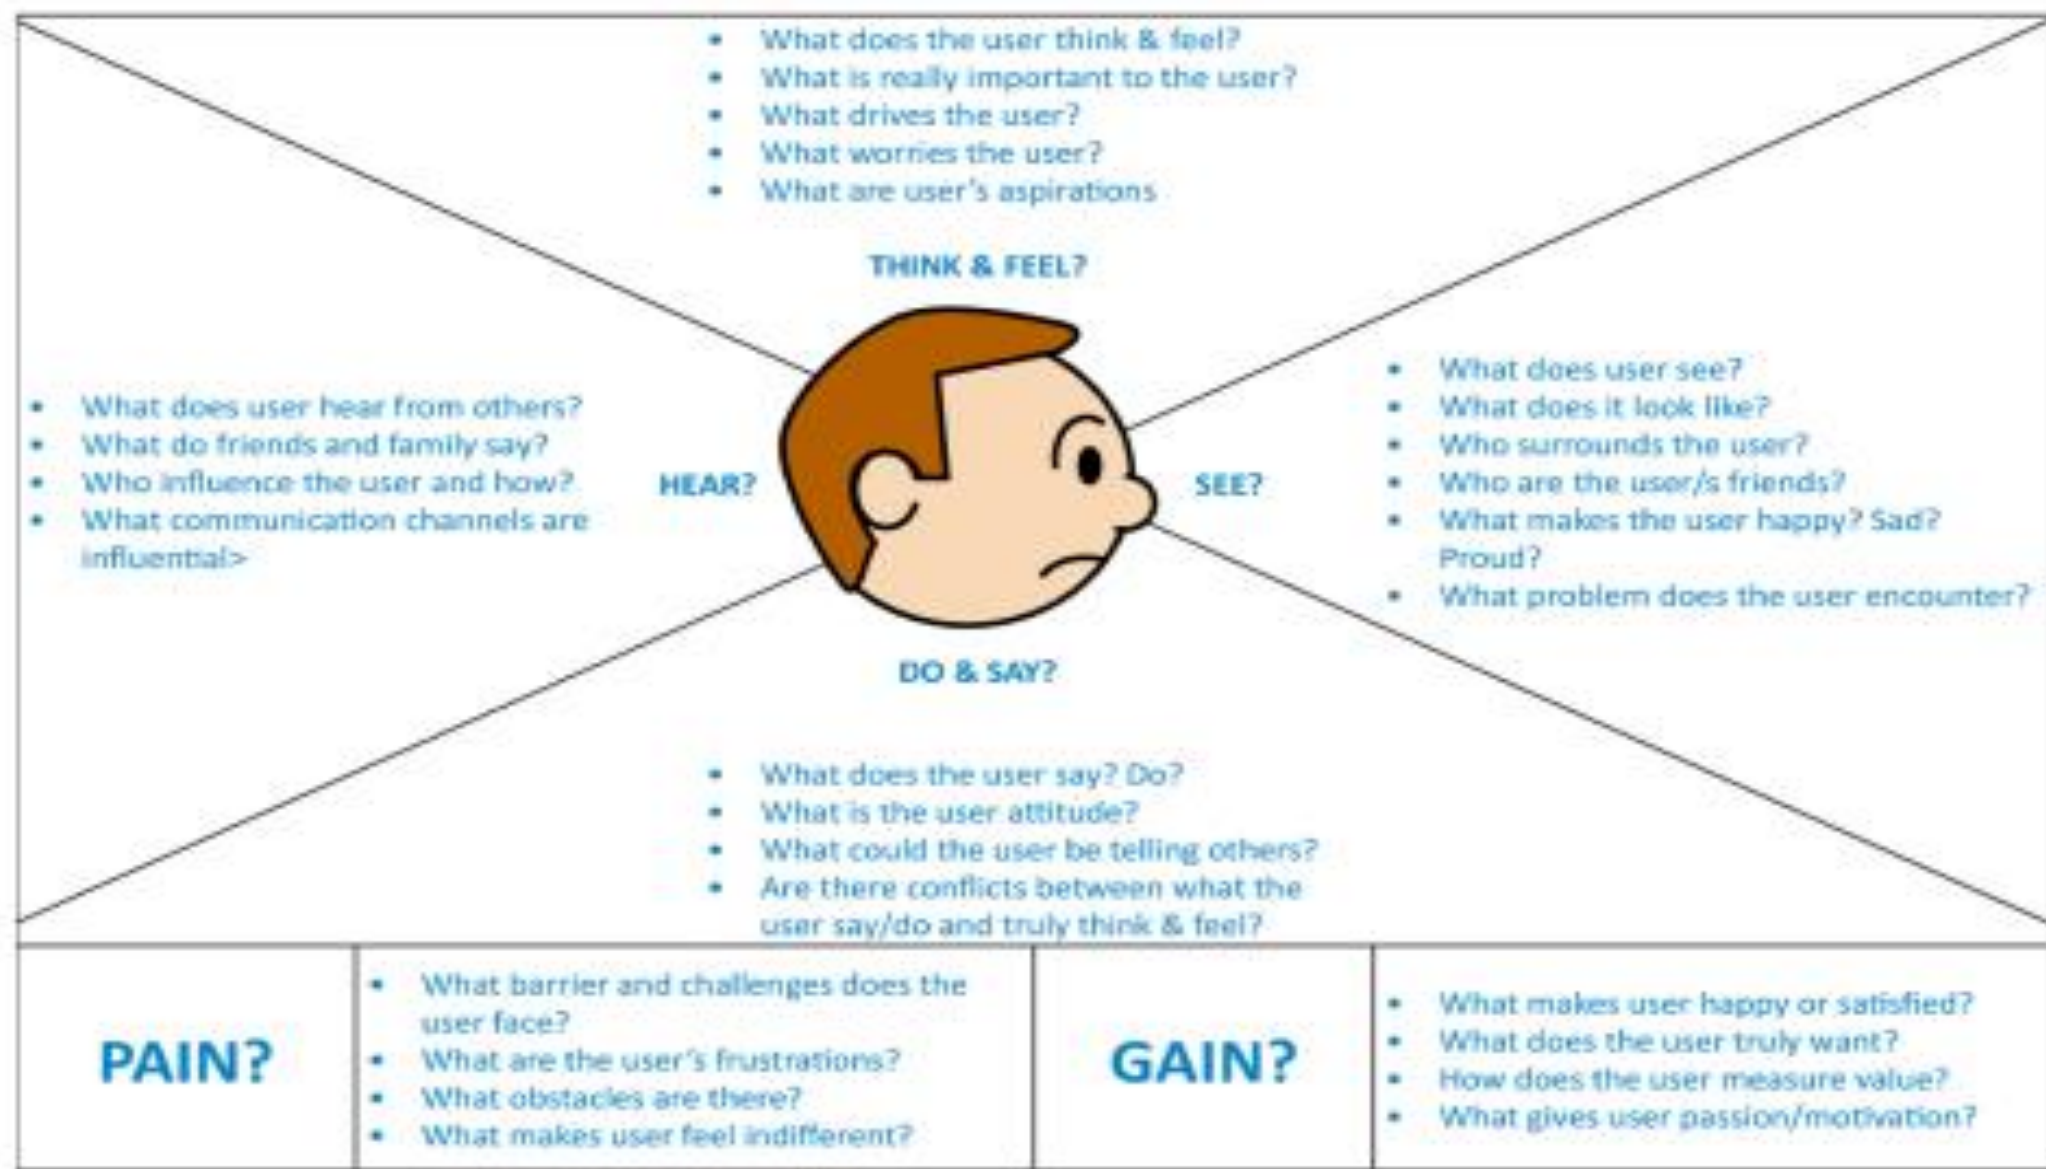 • What does the user think & feel?
• What is really important to the user?
• What drives the user?
• What worries the user?
• What are user's aspirations
THINK & FEEL?
• What does user hear from others?
• What do friends and family say?
• Who influence the user and how?
• What communication channels are
influential>
HEAR?
SEE?
• What does user see?
• What does it look like?
• Who surrounds the user?
• Who are the user/s friends?
• What makes the user happy? Sad?
Proud?
• What problem does the user encounter?
DO & SAY?
• What does the user say? Do?
• What is the user attitude?
• What could the user be telling others?
• Are there conflicts between what the
user say/do and truly think & feel?
PAIN?
• What barrier and challenges does the
user face?
• What are the user's frustrations?
• What obstacles are there?
• What makes user feel indifferent?
GAIN?
• What makes user happy or satisfied?
• What does the user truly want?
• How does the user measure value?
• What gives user passion/motivation?